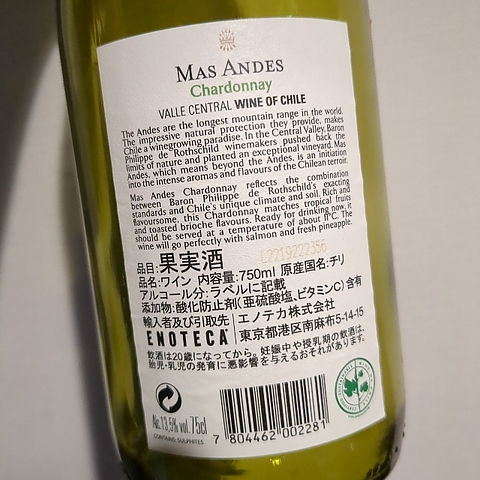 MAS ANDES
Chardonnay
VALLE CENTRAL WINE OF CHILE
The Andes are the longest mountain range in the world.
The impressive natural protection they provide, makes
Chile a winegrowing paradise. In the Central Valley, Baron
Philippe de Rothschild winemakers pushed back the
limits of nature and planted an exceptional vineyard. Mas
Andes, which means beyond the Andes, is an initiation
into the intense aromas and flavours of the Chilean terroir.
Mas Andes Chardonnay reflects the combination
between Baron Philippe de Rothschild's exacting
standards and Chile's unique climate and soil. Rich and
flavoursome, this Chardonnay matches tropical fruits
and toasted brioche flavours. Ready for drinking now, it
should be served at a temperature of about 11°C. The
wine will go perfectly with salmon and fresh pineapple.
L2219222356
品目:果実酒
品名:ワイン 内容量:750ml 原産国名:チリ
アルコール分:ラベルに記載
添加物:酸化防止剤(亜硫酸塩、ビタミンC)含有
輸入者及び引取先 エノテカ株式会社
ENOTECA 東京都港区南麻布5-14-15
飲酒は20歳になってから。妊娠中や授乳期の飲酒は、
胎児・乳児の発育に悪影響を与えるおそれがあります。
Alc.13,5% vol. 75cl
CONTAINS: SULPHITES
7 804462 002281